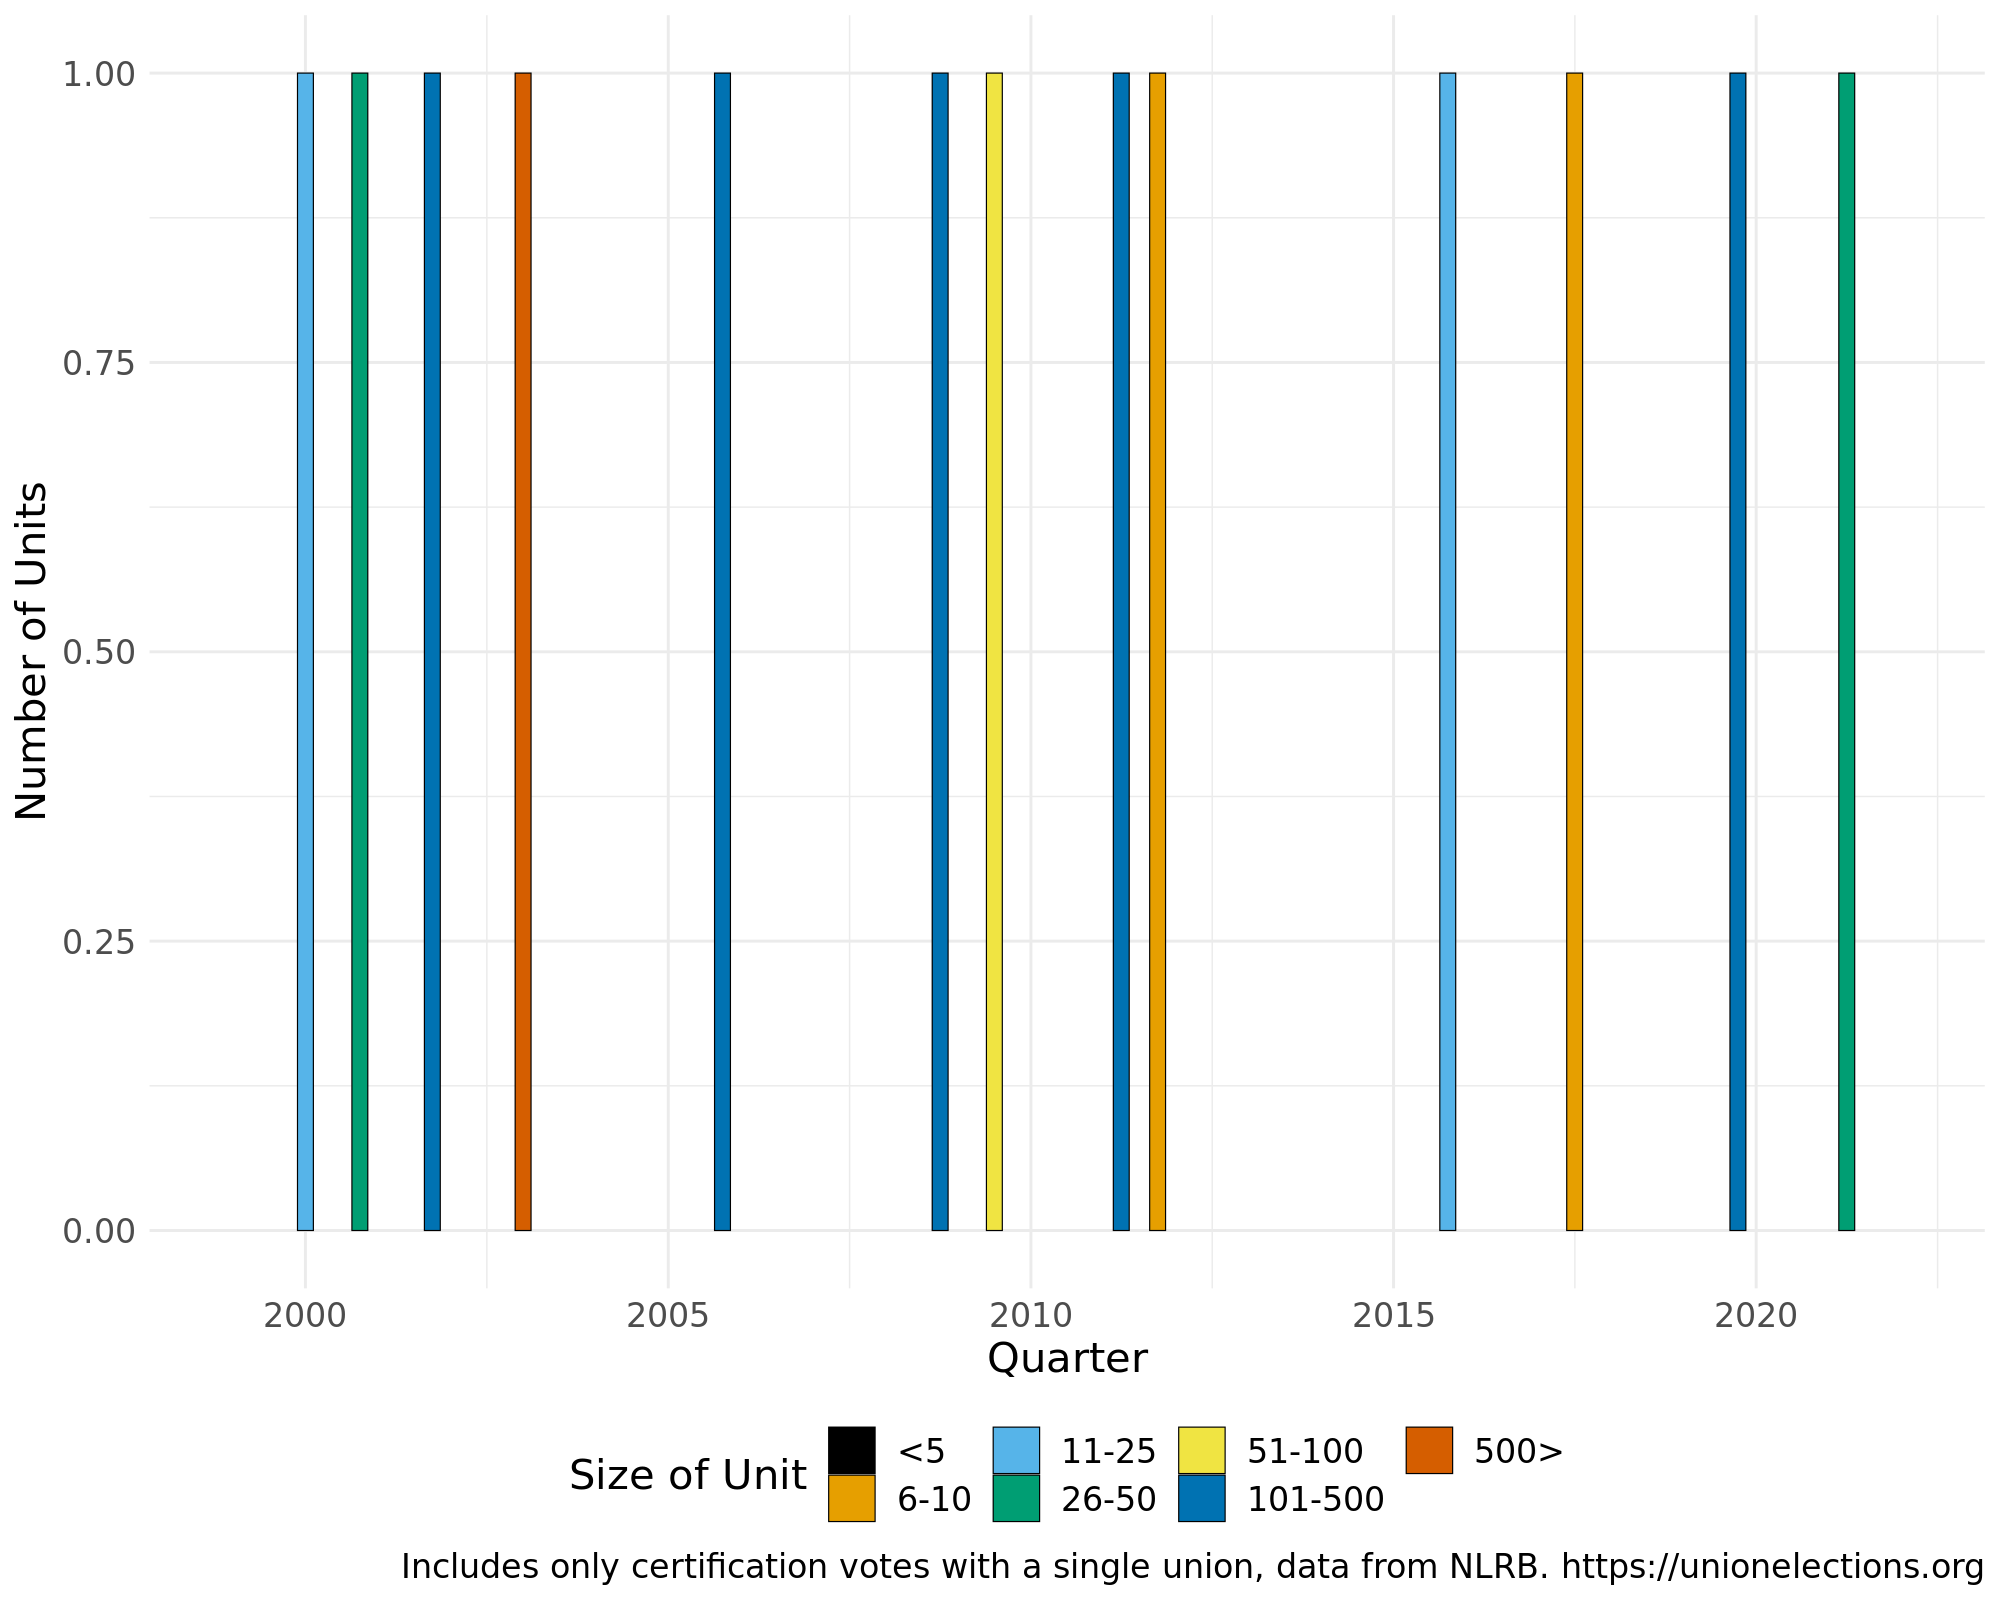 1.00
0.75
0.50
0.25
0.00
Number of Units
2000 2005 2010 2015 2020
Quarter
Size of Unit
<5 11-25 51-100 500>
6-10 26-50 101-500
Includes only certification votes with a single union, data from NLRB. https://unionelections.org